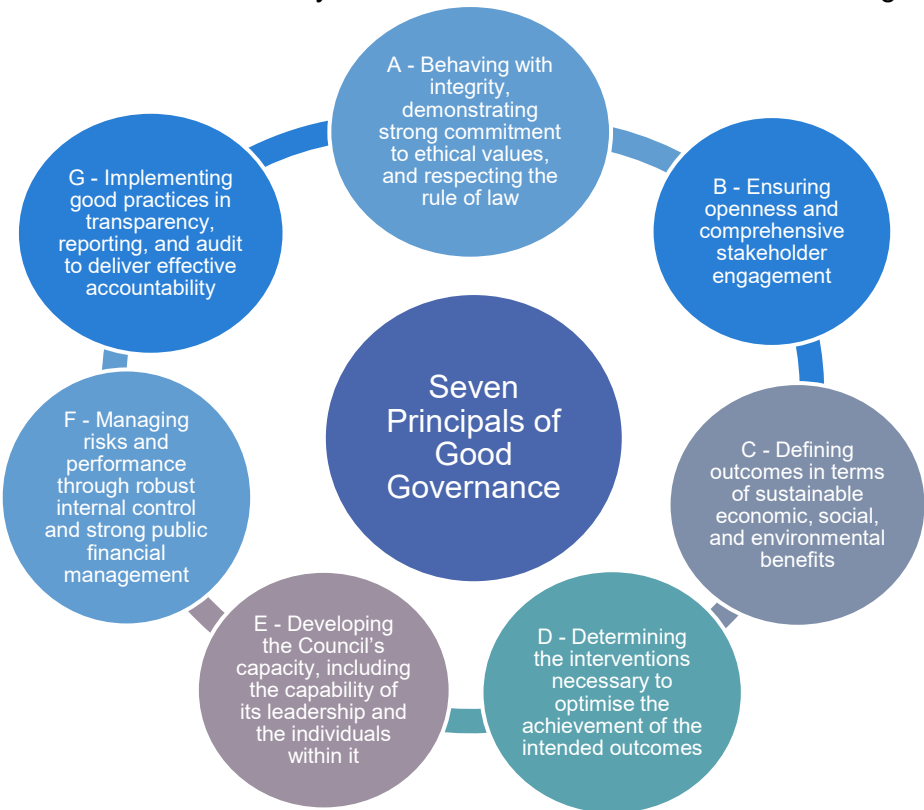 A - Behaving with
integrity,
demonstrating
strong commitment
to ethical values,
and respecting the
rule of law
B - Ensuring
openness and
comprehensive
stakeholder
engagement
C - Defining
outcomes in terms
of sustainable
economic, social,
and environmental
benefits
D - Determining
the interventions
necessary to
optimise the
achievement of the
intended outcomes
E - Developing
the Council’s
capacity, including
the capability of
its leadership and
the individuals
within it
F - Managing
risks and
performance
through robust
internal control
and strong public
financial
management
G - Implementing
good practices in
transparency,
reporting, and audit
to deliver effective
accountability
Seven
Principals of
Good
Governance